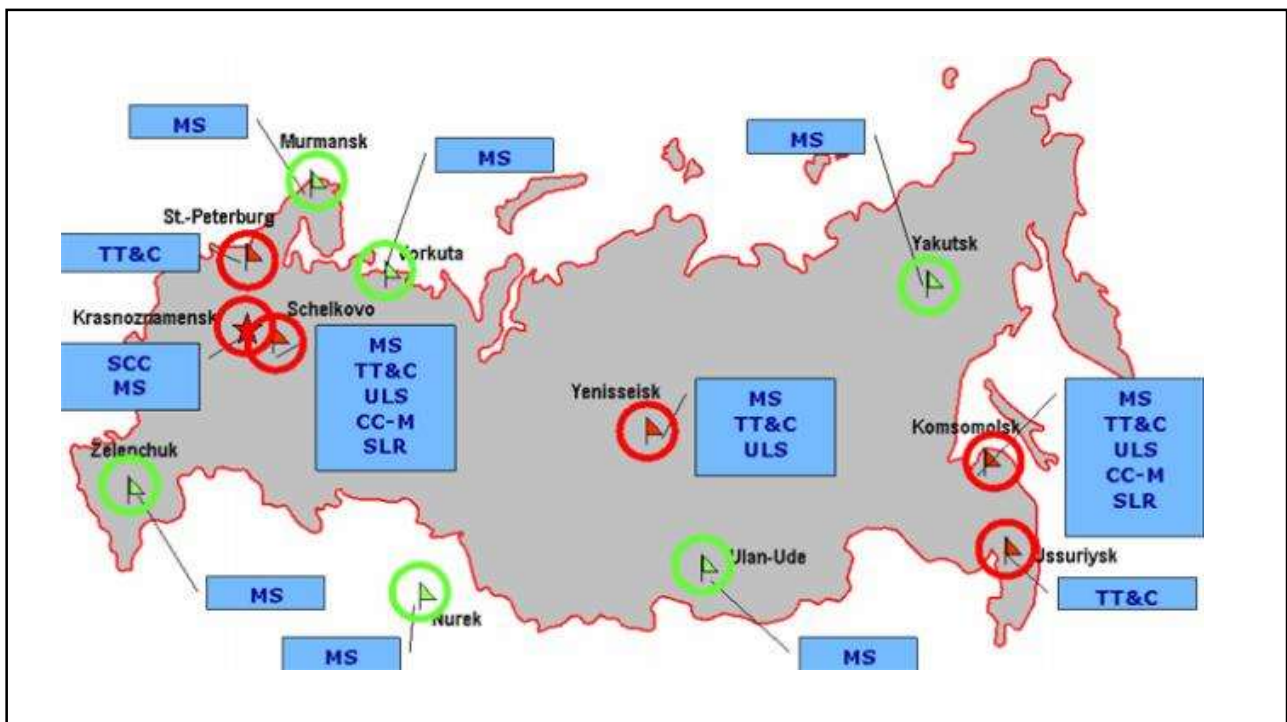 MS
Murmansk
MS
MS
St.-Peterburg
TT&C
Vorkuta
Yakutsk
Krasnoznamensk
Schelkovo
SCC
MS
MS
TT&C
ULS
CC-M
SLR
Yenisseisk
MS
TT&C
ULS
Komsomolsk
MS
TT&C
ULS
CC-M
SLR
Zelenchuk
MS
Nurek
MS
Ulan-Ude
MS
Ussuriysk
TT&C